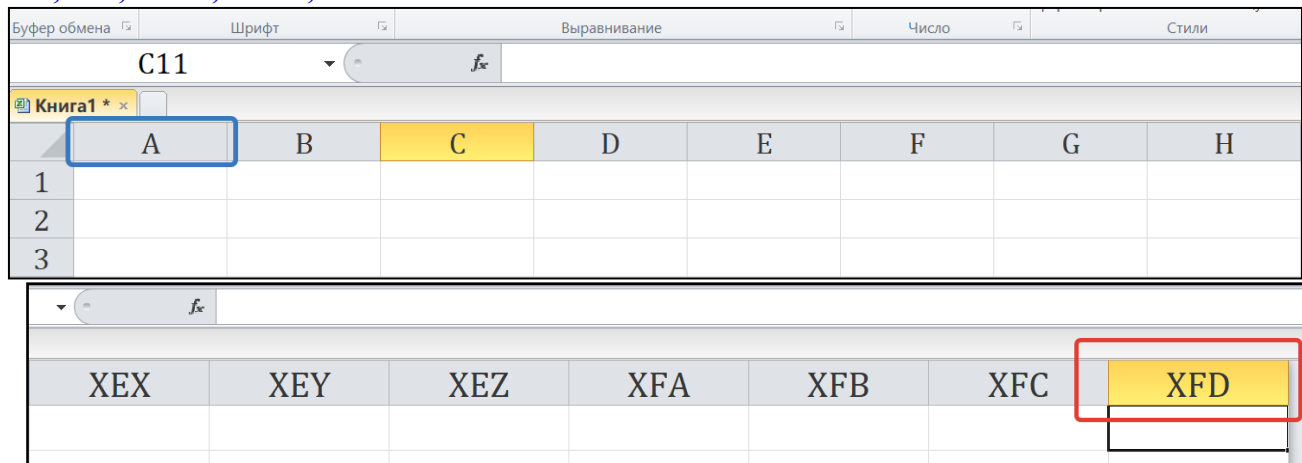 Буфер обмена Шрифт Выравнивание Число Стили
C11 fx
Книга1 * ×
A B C D E F G H
1
2
3
fx
XEX XEY XEZ XFA XFB XFC XFD